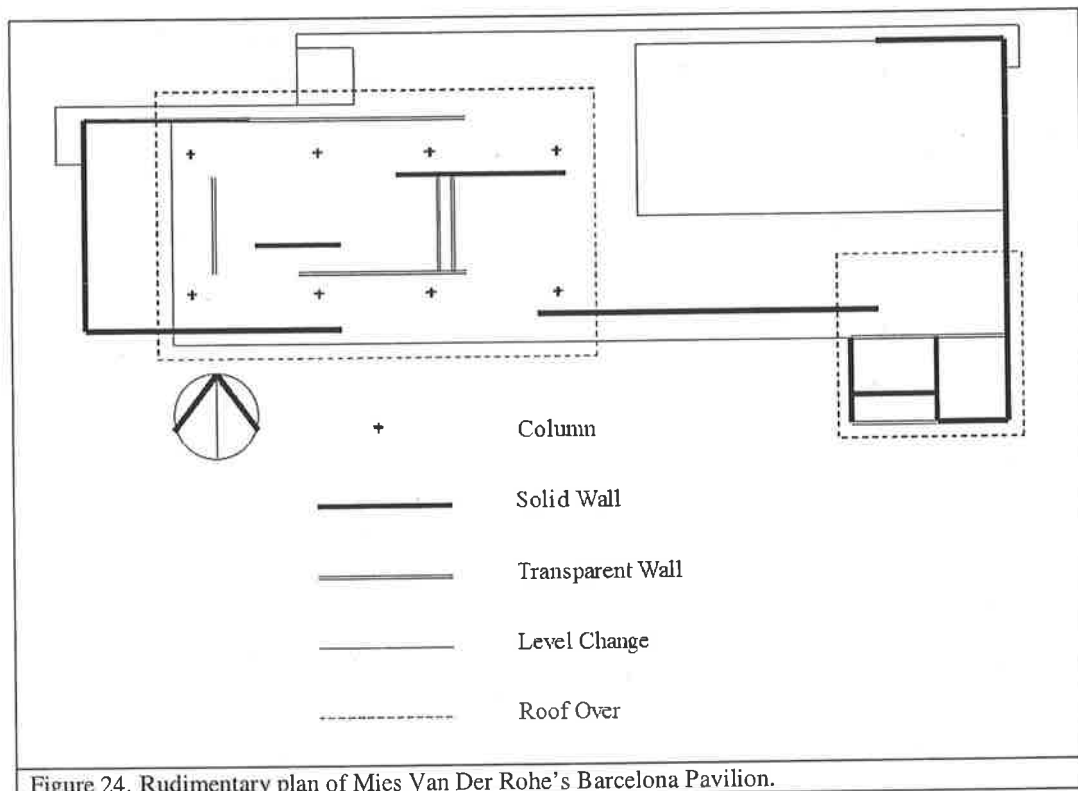 Column
Solid Wall
Transparent Wall
Level Change
Roof Over
Figure 24. Rudimentary plan of Mies Van Der Rohe's Barcelona Pavilion.